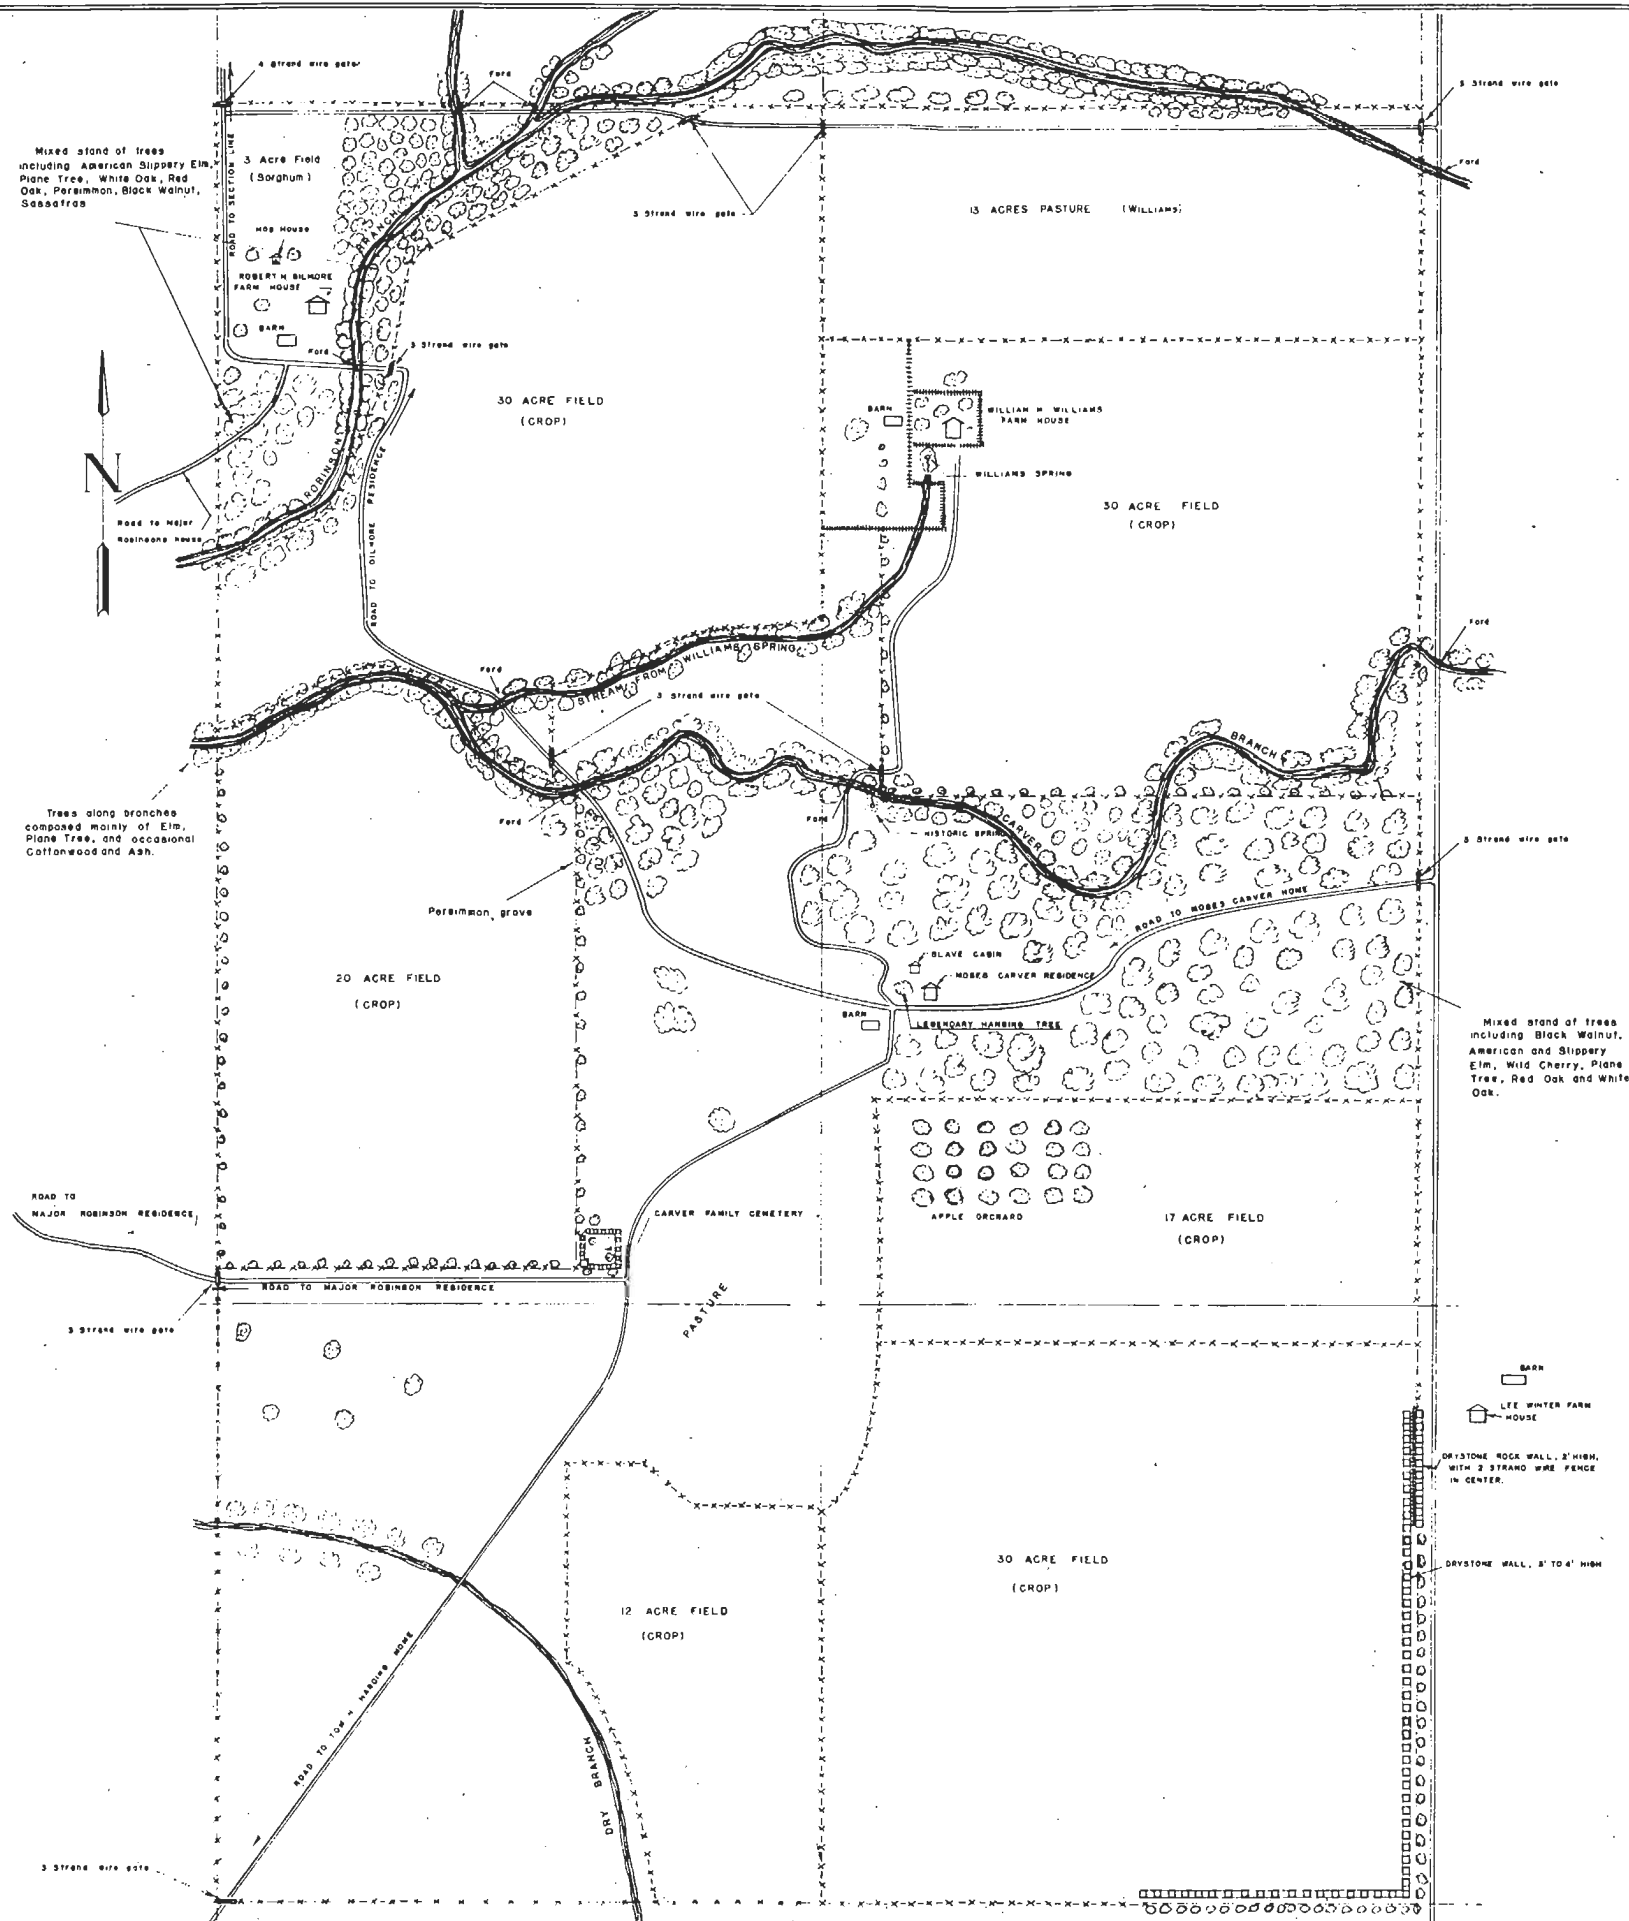 4 Strand wire gate
Ford
5 Strand wire gate
Mixed stand of trees
including American Slippery Elm,
Plane Tree, White Oak, Red
Oak, Persimmon, Black Walnut,
Sassafras
3 Acre Field
(Sorghum)
ROAD TO SECTION LINE
Ford
3 Strand wire gate
13 ACRES PASTURE (WILLIAMS)
BRANCH
HOG HOUSE
ROBERT H GILMORE
FARM HOUSE
BARN
Ford
3 Strand wire gate
30 ACRE FIELD
(CROP)
BARN
WILLIAM H WILLIAMS
FARM HOUSE
WILLIAMS SPRING
N
ROBINSON
ROAD TO GILMORE RESIDENCE
30 ACRE FIELD
(CROP)
Road to Major
Robinsons house
Ford
Ford
STREAM FROM WILLIAMS SPRING
3 Strand wire gate
BRANCH
Trees along branches
composed mainly of Elm,
Plane Tree, and occasional
Cottonwood and Ash.
Ford
Ford
HISTORIC SPRING
CARVER
3 Strand wire gate
Persimmon grove
ROAD TO MOSES CARVER HOME
SLAVE CABIN
MOSES CARVER RESIDENCE
20 ACRE FIELD
(CROP)
BARN
LEGENDARY HANGING TREE
Mixed stand of trees
including Black Walnut,
American and Slippery
Elm, Wild Cherry, Plane
Tree, Red Oak and White
Oak.
ROAD TO
MAJOR ROBINSON RESIDENCE
CARVER FAMILY CEMETERY
APPLE ORCHARD
17 ACRE FIELD
(CROP)
ROAD TO MAJOR ROBINSON RESIDENCE
PASTURE
3 Strand wire gate
BARN
LEE WINTER FARM
HOUSE
DRYSTONE ROCK WALL, 2' HIGH,
WITH 2 STRAND WIRE FENCE
IN CENTER.
30 ACRE FIELD
(CROP)
DRYSTONE WALL, 3' TO 4' HIGH
12 ACRE FIELD
(CROP)
ROAD TO TOM H HARDING HOME
DRY BRANCH
3 Strand wire gate